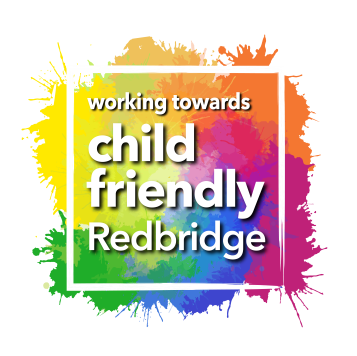 working towards
child
friendly
Redbridge